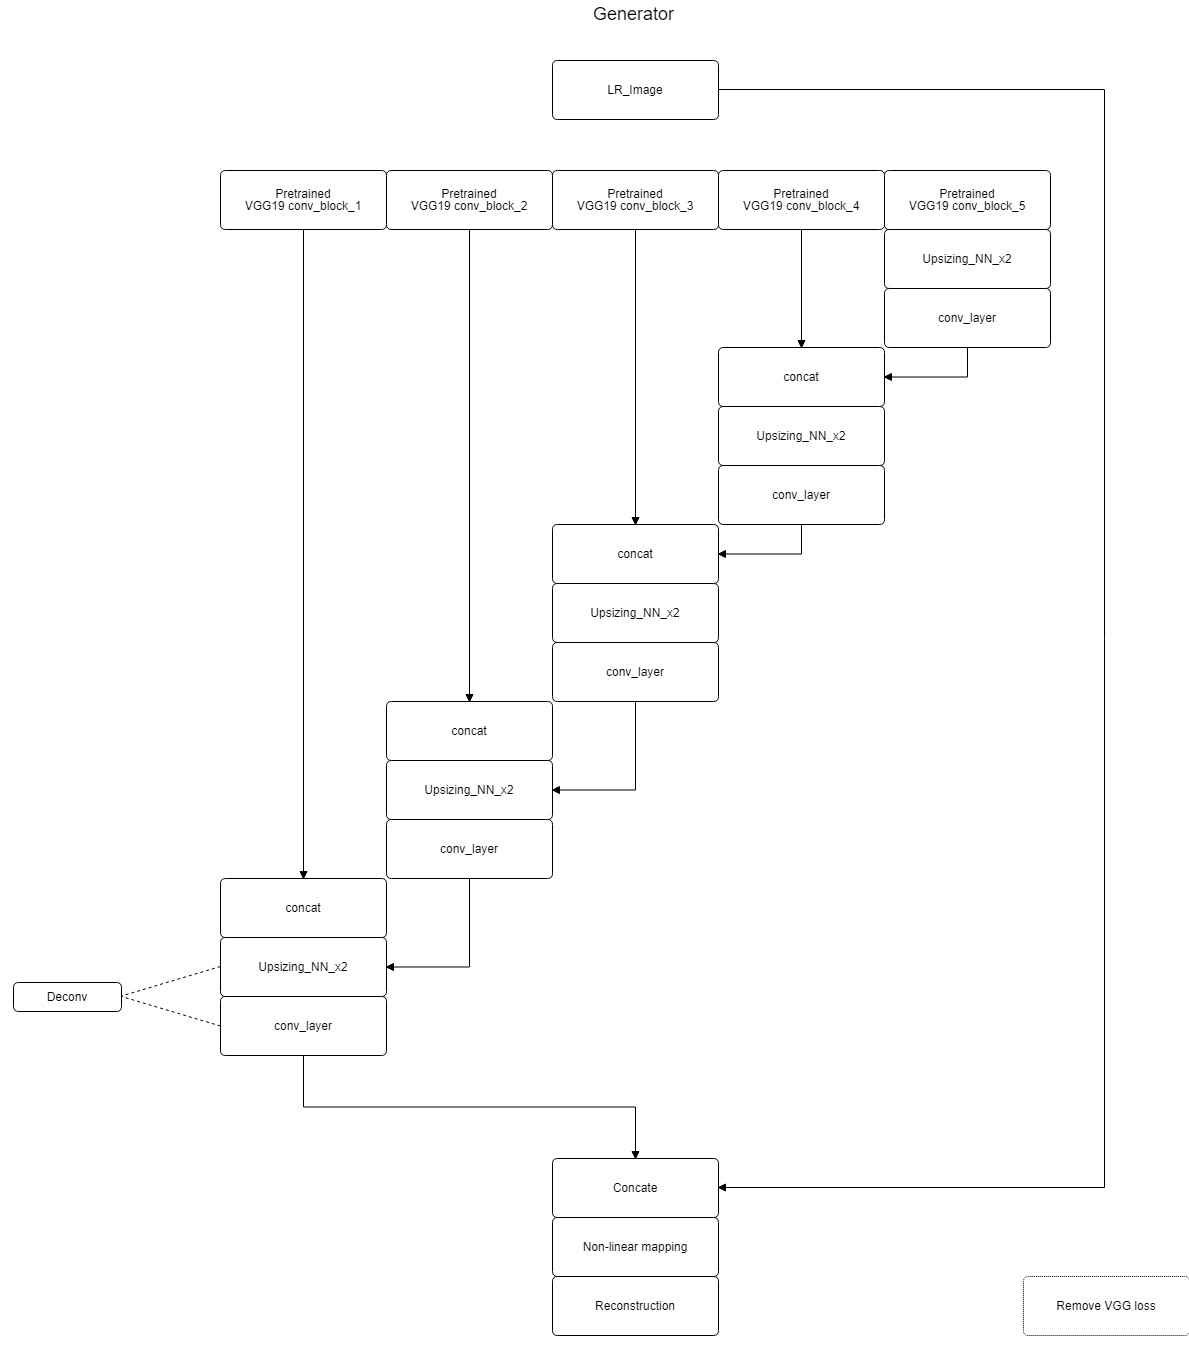 Generator
LR_Image
Pretrained
VGG19 conv_block_1
Pretrained
VGG19 conv_block_2
Pretrained
VGG19 conv_block_3
Pretrained
VGG19 conv_block_4
Pretrained
VGG19 conv_block_5
Upsizing_NN_x2
conv_layer
concat
Upsizing_NN_x2
conv_layer
concat
Upsizing_NN_x2
conv_layer
concat
Upsizing_NN_x2
conv_layer
concat
Upsizing_NN_x2
Deconv
conv_layer
Concate
Non-linear mapping
Reconstruction
Remove VGG loss